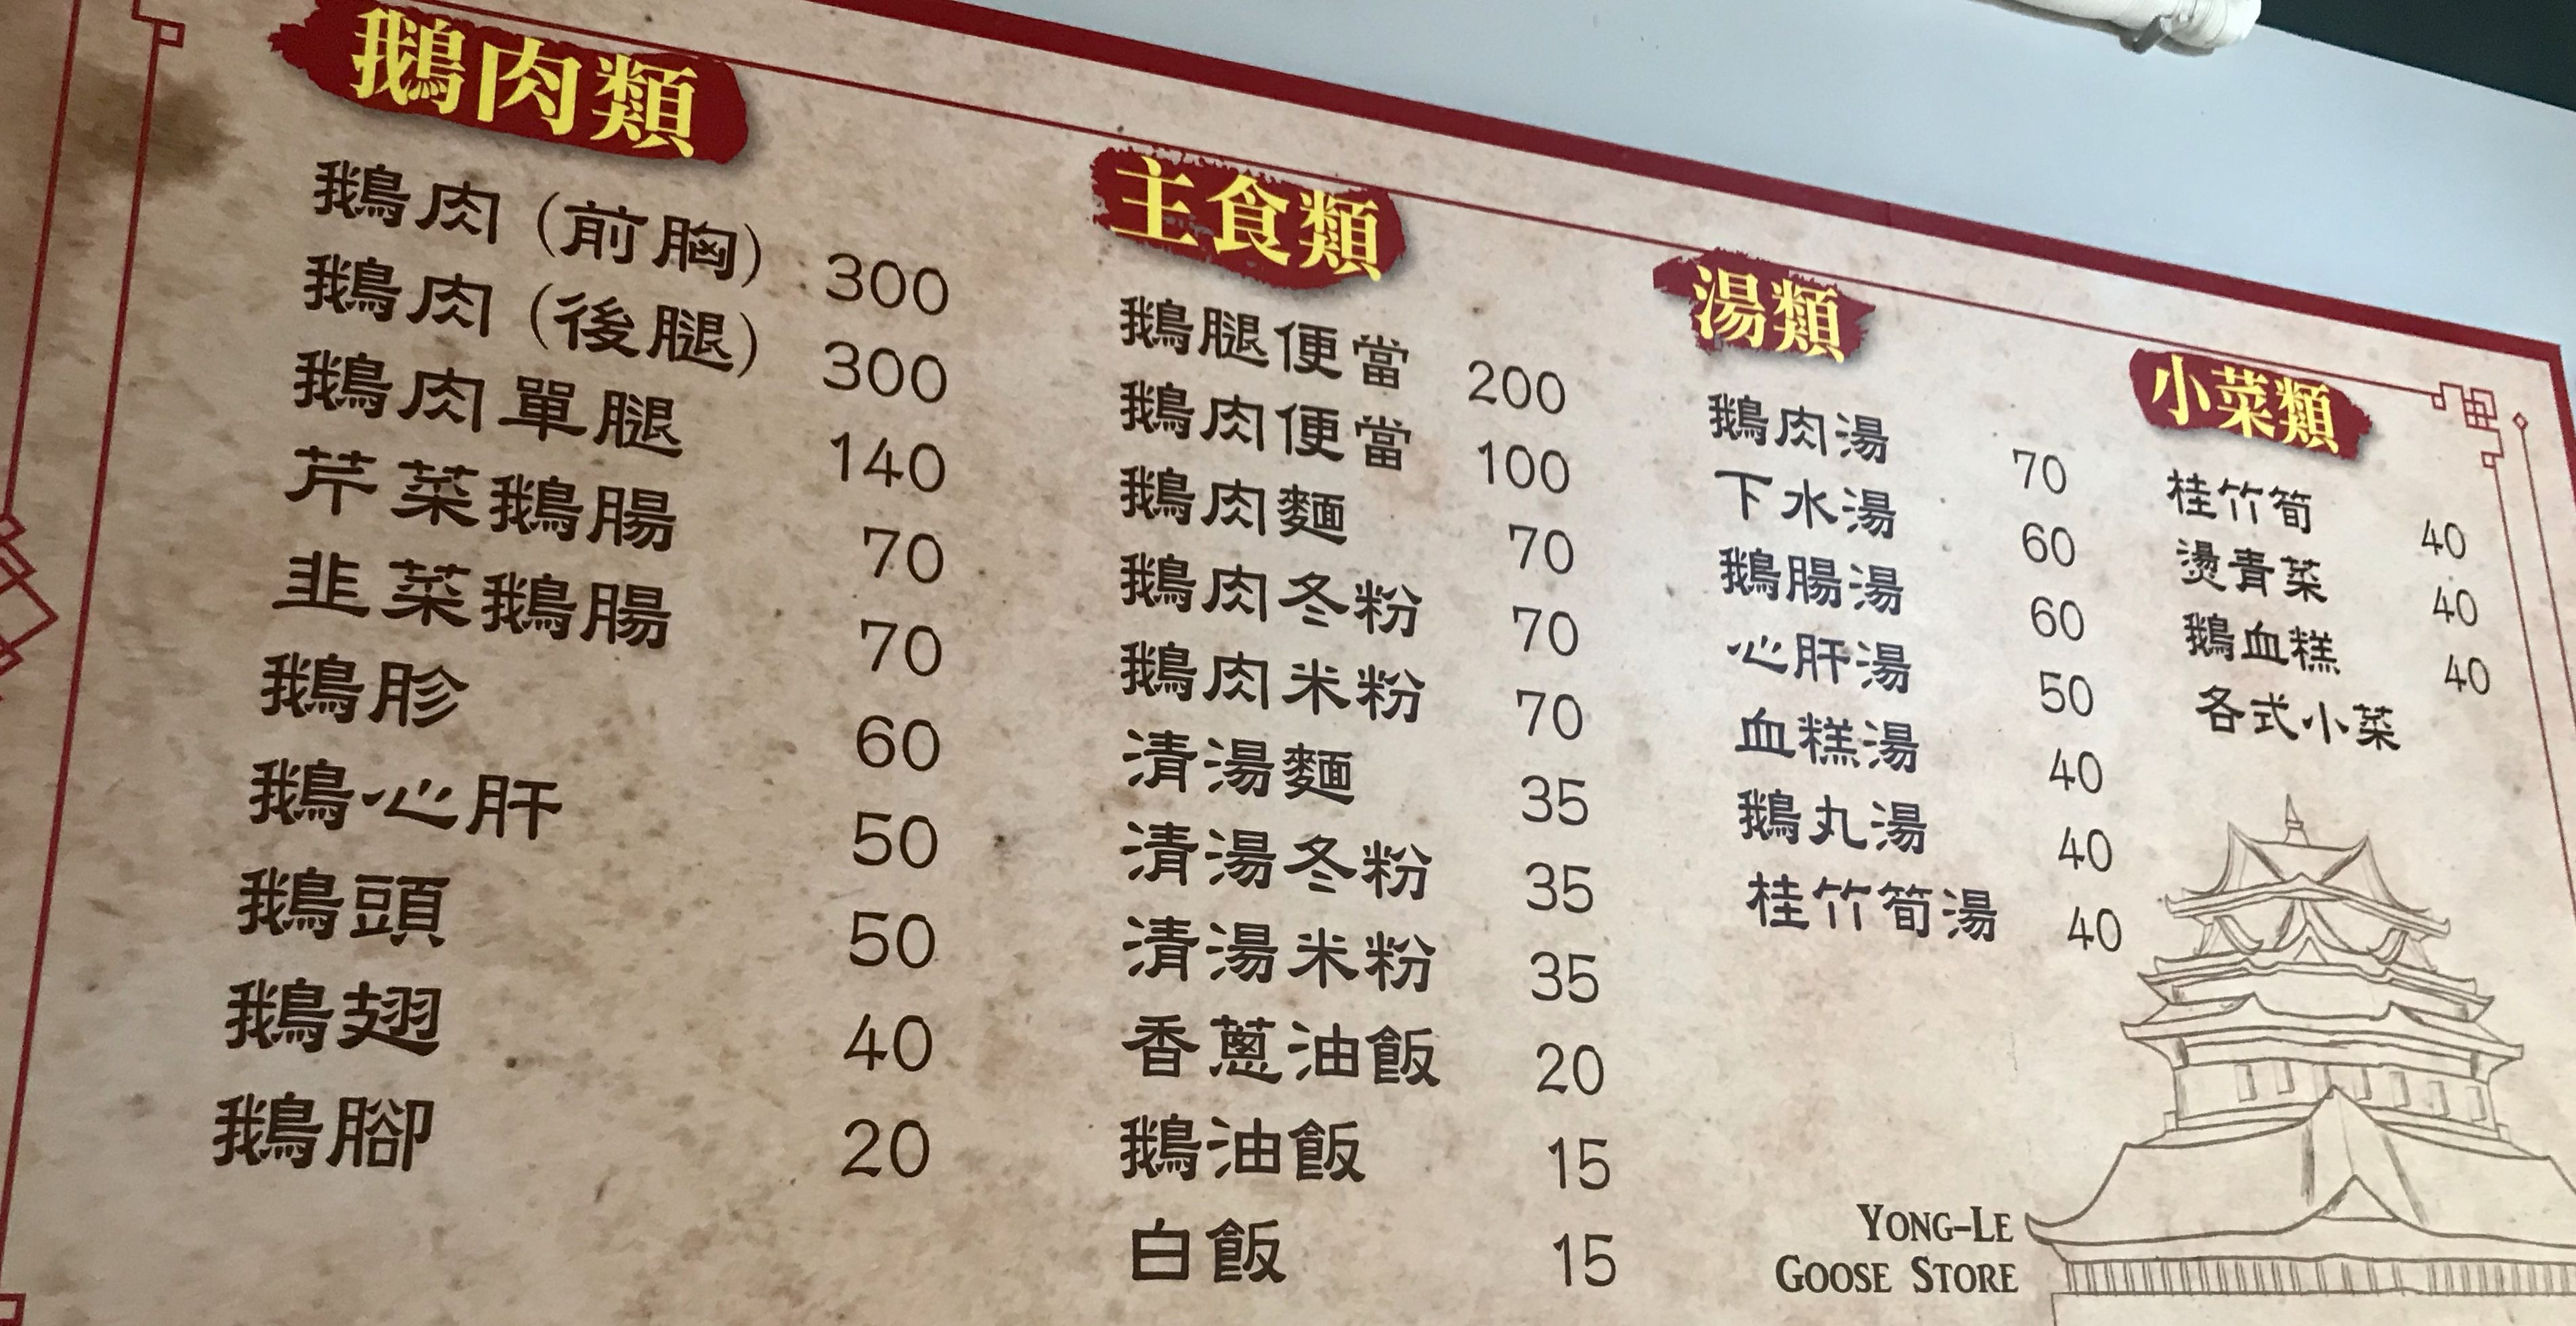 鵝肉類
鵝肉(前胸) 300
鵝肉(後腿) 300
鵝肉單腿 140
芹菜鵝腸 70
韭菜鵝腸 70
鵝胗 60
鵝心肝 50
鵝頭 50
鵝翅 40
鵝腳 20
主食類
鵝腿便當 200
鵝肉便當 100
鵝肉麵 70
鵝肉冬粉 70
鵝肉米粉 70
清湯麵 35
清湯冬粉 35
清湯米粉 35
香蔥油飯 20
鵝油飯 15
白飯 15
湯類
鵝肉湯 70
下水湯 60
鵝腸湯 60
心肝湯 50
血糕湯 40
鵝丸湯 40
桂竹筍湯 40
小菜類
桂竹筍 40
燙青菜 40
鵝血糕 40
各式小菜
YONG-LE
GOOSE STORE